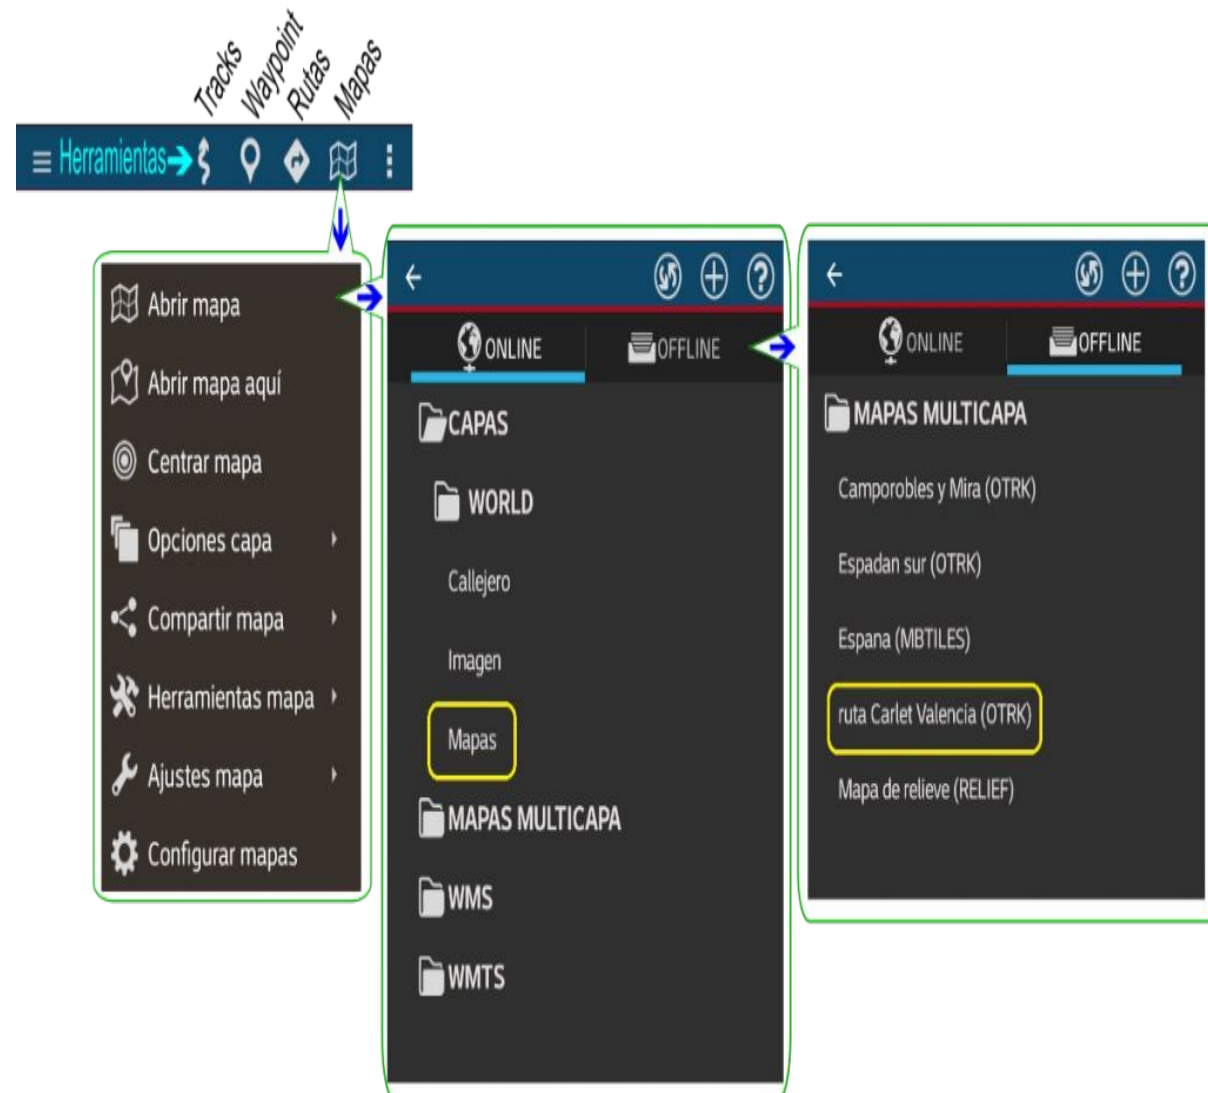 Tracks
Waypoint
Rutas
Mapas
Herramientas
Abrir mapa
Abrir mapa aquí
Centrar mapa
Opciones capa
Compartir mapa
Herramientas mapa
Ajustes mapa
Configurar mapas
?
ONLINE OFFLINE
CAPAS
WORLD
Callejero
Imagen
Mapas
MAPAS MULTICAPA
WMS
WMTS
?
ONLINE OFFLINE
MAPAS MULTICAPA
Camporobles y Mira (OTRK)
Espadan sur (OTRK)
Espana (MBTILES)
ruta Carlet Valencia (OTRK)
Mapa de relieve (RELIEF)